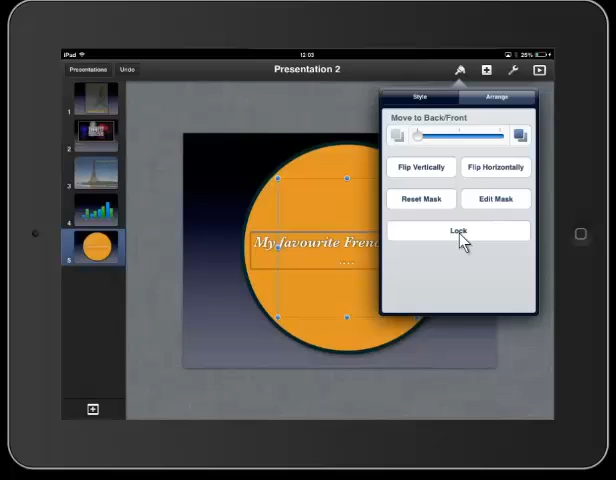 iPad 12:03 25%
Presentations Undo Presentation 2
Style Arrange
Move to Back/Front
Flip Vertically Flip Horizontally
Reset Mask Edit Mask
Lock
My favourite Frenc
....
1
2
3
4
5